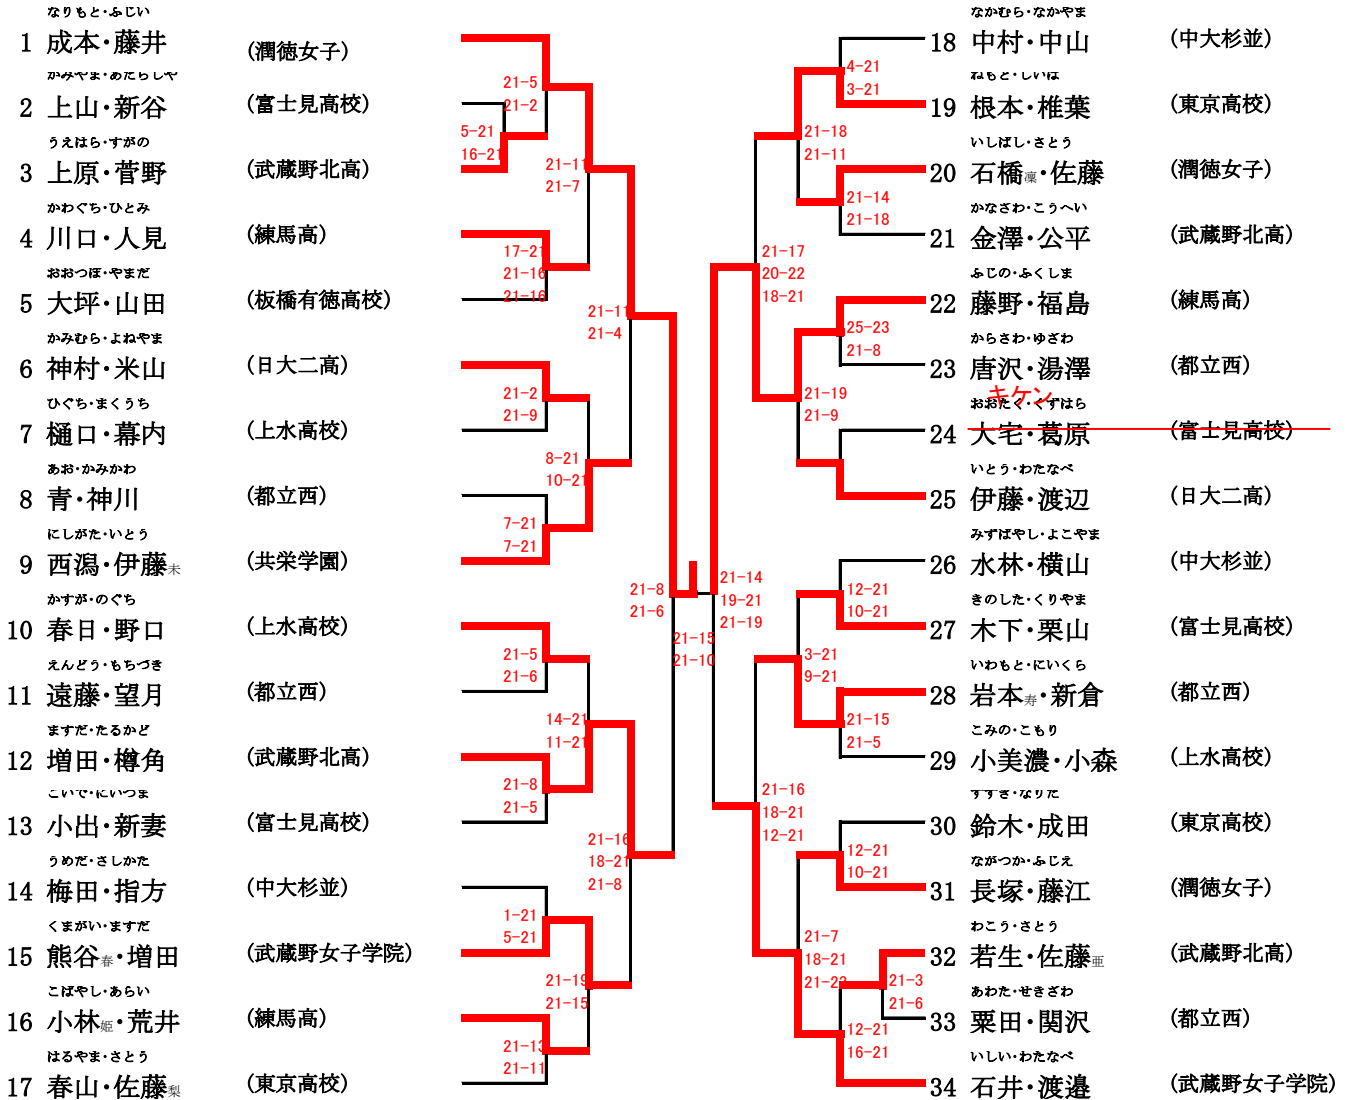 なりもと・ふじい
1 成本・藤井 (潤徳女子)
かみやま・あたらしや
2 上山・新谷 (富士見高校)
うえはら・すがの
3 上原・菅野 (武蔵野北高)
かわぐち・ひとみ
4 川口・人見 (練馬高)
おおつぼ・やまだ
5 大坪・山田 (板橋有徳高校)
かみむら・よねやま
6 神村・米山 (日大二高)
ひぐち・まくうち
7 樋口・幕内 (上水高校)
あお・かみかわ
8 青・神川 (都立西)
にしがた・いとう
9 西潟・伊藤未 (共栄学園)
かすが・のぐち
10 春日・野口 (上水高校)
えんどう・もちづき
11 遠藤・望月 (都立西)
ますだ・たるかど
12 増田・樽角 (武蔵野北高)
こいで・にいつま
13 小出・新妻 (富士見高校)
うめだ・さしかた
14 梅田・指方 (中大杉並)
くまがい・ますだ
15 熊谷春・増田 (武蔵野女子学院)
こばやし・あらい
16 小林姫・荒井 (練馬高)
はるやま・さとう
17 春山・佐藤梨 (東京高校)
21-5
21-2
5-21
16-21
21-11
21-7
17-21
21-16
21-16
21-11
21-4
21-2
21-9
8-21
10-21
7-21
7-21
21-8
21-6
21-5
21-6
14-21
11-21
21-8
21-5
21-16
18-21
21-8
1-21
5-21
21-19
21-15
21-13
21-11
21-15
21-10
21-14
19-21
21-19
4-21
3-21
21-18
21-11
21-14
21-18
21-17
20-22
18-21
25-23
21-8
21-19
21-9
12-21
10-21
3-21
9-21
21-15
21-5
21-16
18-21
12-21
12-21
10-21
21-7
18-21
21-23
21-3
21-6
12-21
16-21
なかむら・なかやま
18 中村・中山 (中大杉並)
ねもと・しいば
19 根本・椎葉 (東京高校)
いしばし・さとう
20 石橋凜・佐藤 (潤徳女子)
かなざわ・こうへい
21 金澤・公平 (武蔵野北高)
ふじの・ふくしま
22 藤野・福島 (練馬高)
からさわ・ゆざわ
23 唐沢・湯澤 (都立西)
キケン
おおたく・くずはら
24 大宅・葛原 (富士見高校)
いとう・わたなべ
25 伊藤・渡辺 (日大二高)
みずばやし・よこやま
26 水林・横山 (中大杉並)
きのした・くりやま
27 木下・栗山 (富士見高校)
いわもと・にいくら
28 岩本寿・新倉 (都立西)
こみの・こもり
29 小美濃・小森 (上水高校)
すずき・なりた
30 鈴木・成田 (東京高校)
ながつか・ふじえ
31 長塚・藤江 (潤徳女子)
わこう・さとう
32 若生・佐藤亜 (武蔵野北高)
あわた・せきざわ
33 粟田・関沢 (都立西)
いしい・わたなべ
34 石井・渡邉 (武蔵野女子学院)